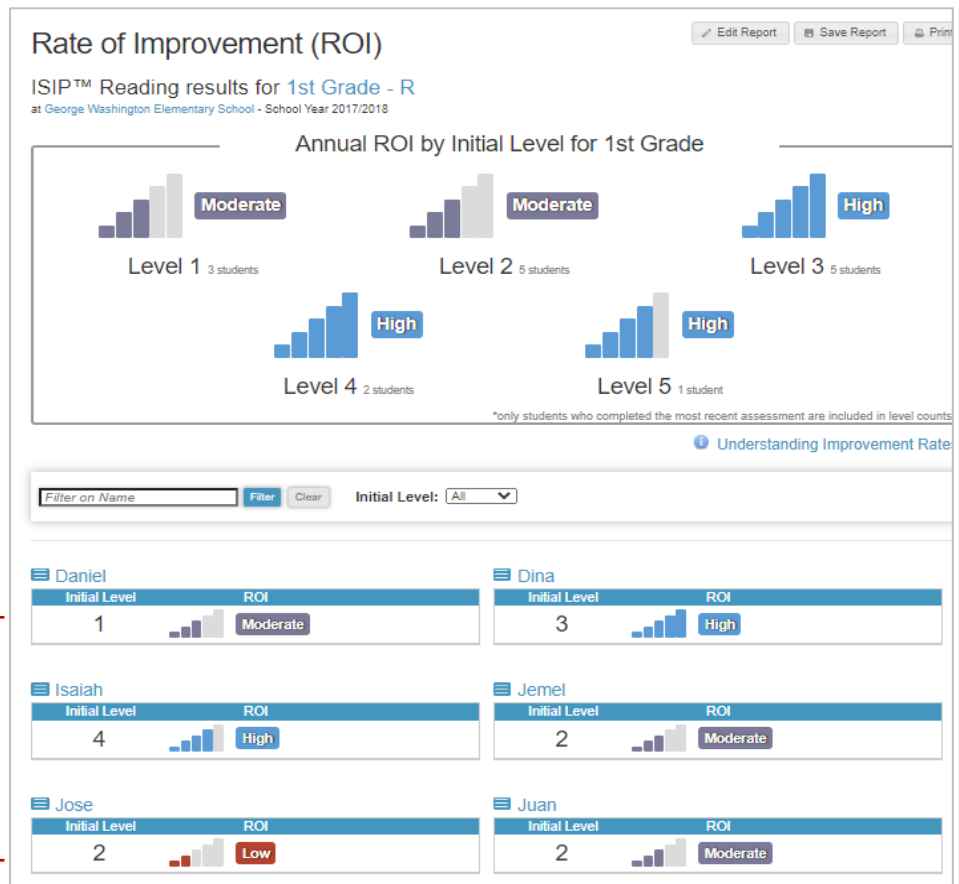 Rate of Improvement (ROI)
Edit Report
Save Report
Print
ISIP™ Reading results for 1st Grade - R
at George Washington Elementary School - School Year 2017/2018
Annual ROI by Initial Level for 1st Grade
Moderate
Level 1 3 students
Moderate
Level 2 5 students
High
Level 3 5 students
High
Level 4 2 students
High
Level 5 1 student
*only students who completed the most recent assessment are included in level counts
Understanding Improvement Rate
Filter on Name
Filter
Clear
Initial Level: All
Daniel
Initial Level ROI
1 Moderate
Dina
Initial Level ROI
3 High
Isaiah
Initial Level ROI
4 High
Jemel
Initial Level ROI
2 Moderate
Jose
Initial Level ROI
2 Low
Juan
Initial Level ROI
2 Moderate